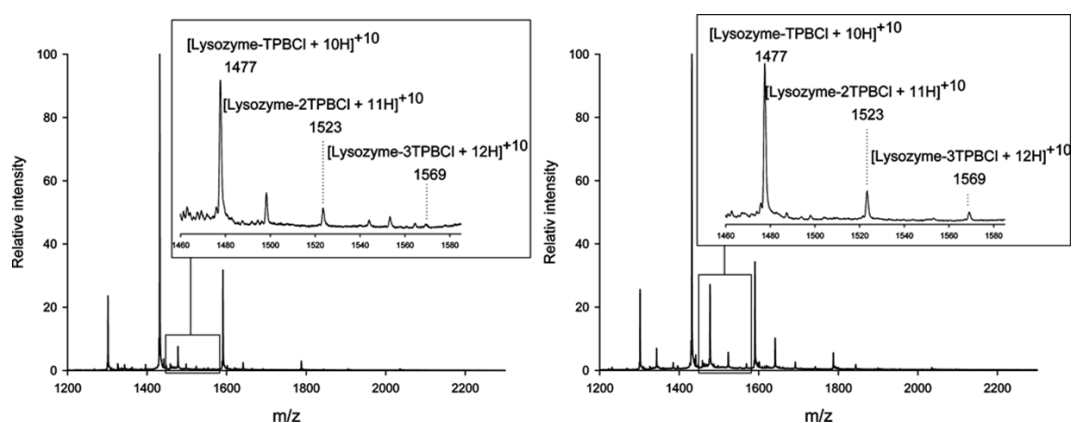 [Lysozyme-TPBCl + 10H]+10
1477
[Lysozyme-2TPBCl + 11H]+10
1523
[Lysozyme-3TPBCl + 12H]+10
1569
1460 1480 1500 1520 1540 1560 1580
100
80
60
40
20
0
Relative intensity
1200 1400 1600 1800 2000 2200
m/z
[Lysozyme-TPBCl + 10H]+10
1477
[Lysozyme-2TPBCl + 11H]+10
1523
[Lysozyme-3TPBCl + 12H]+10
1569
1460 1480 1500 1520 1540 1560 1580
100
80
60
40
20
0
Relative intensity
1200 1400 1600 1800 2000 2200
m/z